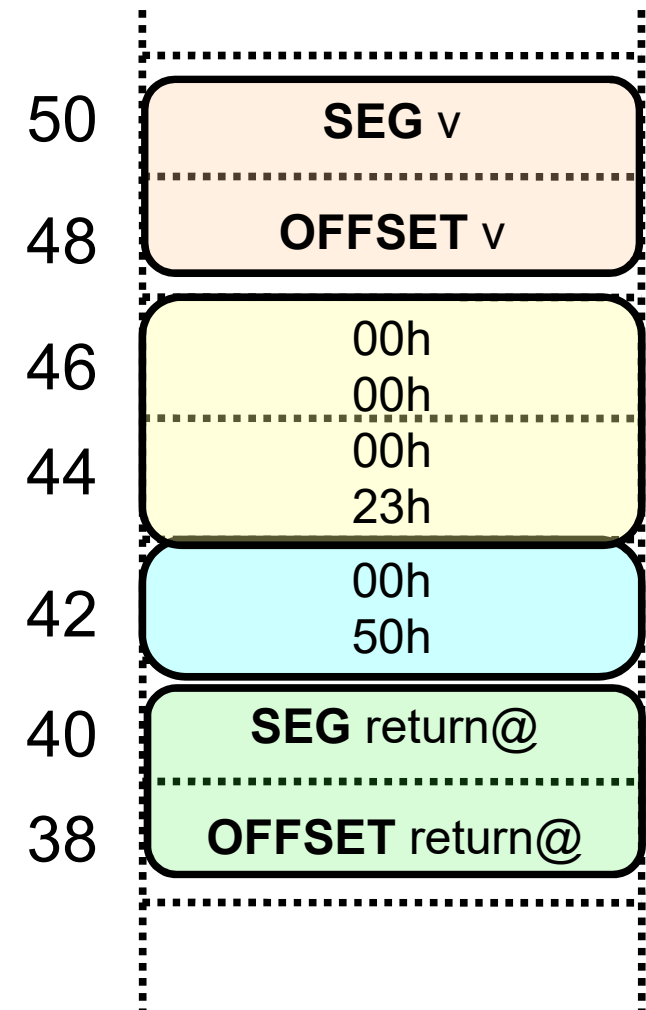 50
SEG v
48
OFFSET v
46
00h
00h
44
00h
23h
42
00h
50h
40
SEG return@
38
OFFSET return@